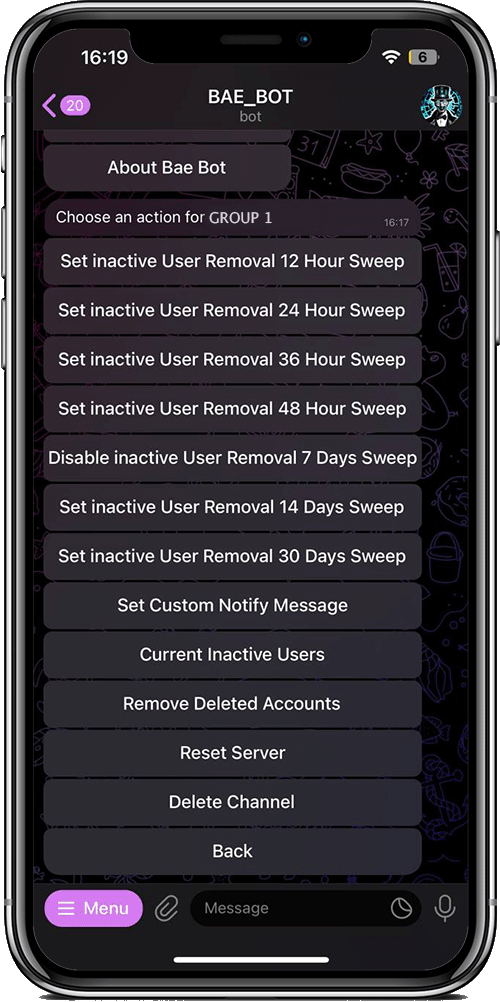 16:19
6
20
BAE_BOT
bot
31
About Bae Bot
Choose an action for GROUP 1
16:17
Set inactive User Removal 12 Hour Sweep
Set inactive User Removal 24 Hour Sweep
Set inactive User Removal 36 Hour Sweep
Set inactive User Removal 48 Hour Sweep
Disable inactive User Removal 7 Days Sweep
Set inactive User Removal 14 Days Sweep
Set inactive User Removal 30 Days Sweep
Set Custom Notify Message
Current Inactive Users
Remove Deleted Accounts
Reset Server
Delete Channel
Back
Menu
Message